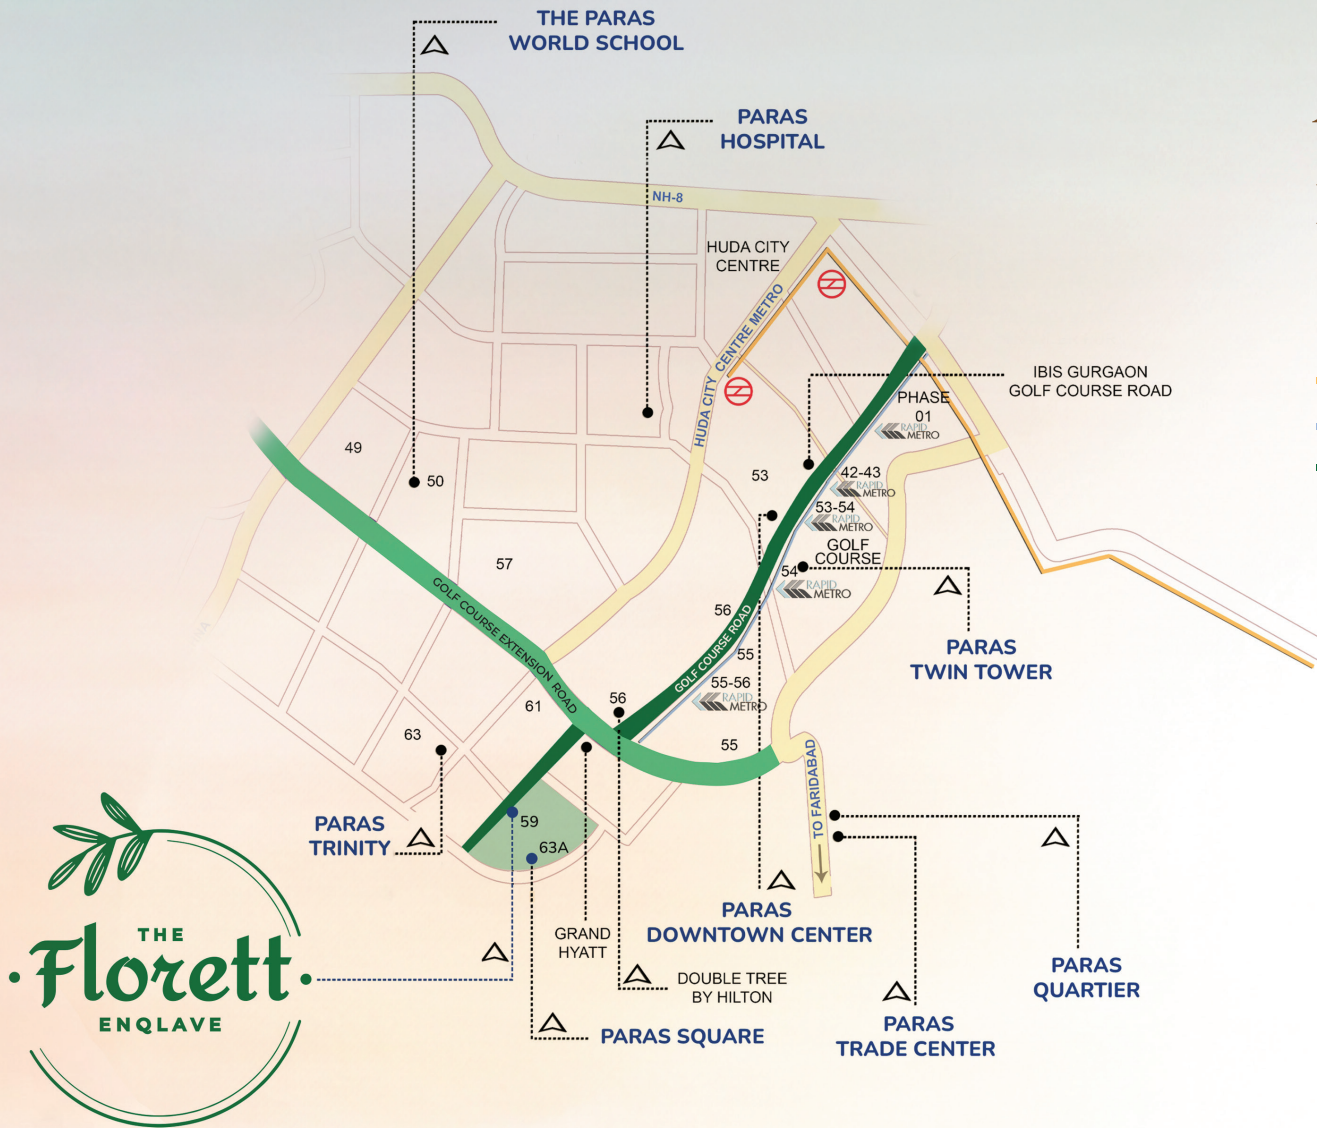 THE PARAS
WORLD SCHOOL
PARAS
HOSPITAL
NH-8
HUDA CITY
CENTRE
HUDA CITY CENTRE METRO
IBIS GURGAON
GOLF COURSE ROAD
PHASE
01
RAPID
METRO
49
50
53
42-43
RAPID
METRO
53-54
RAPID
METRO
GOLF
COURSE
57
54
RAPID
METRO
56
GOLF COURSE EXTENSION ROAD
GOLF COURSE ROAD
55
PARAS
TWIN TOWER
55-56
RAPID
METRO
61
56
63
55
TO FARIDABAD
PARAS
TRINITY
59
63A
PARAS
DOWNTOWN CENTER
GRAND
HYATT
THE
Florett
ENQLAVE
DOUBLE TREE
BY HILTON
PARAS
QUARTIER
PARAS SQUARE
PARAS
TRADE CENTER